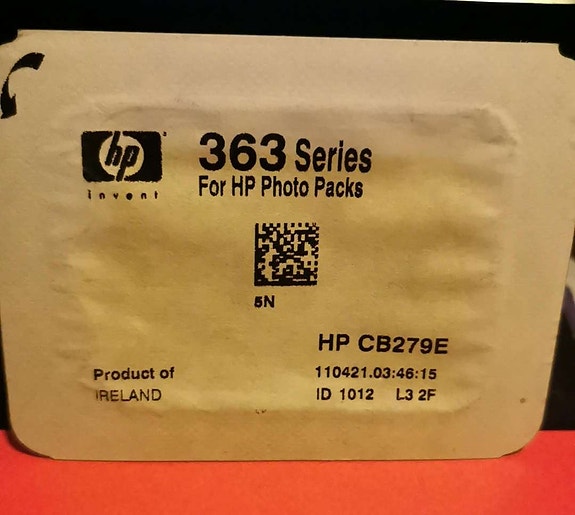 hp
invent
363 Series
For HP Photo Packs
5N
HP CB279E
Product of
IRELAND
110421.03:46:15
ID 1012 L3 2F